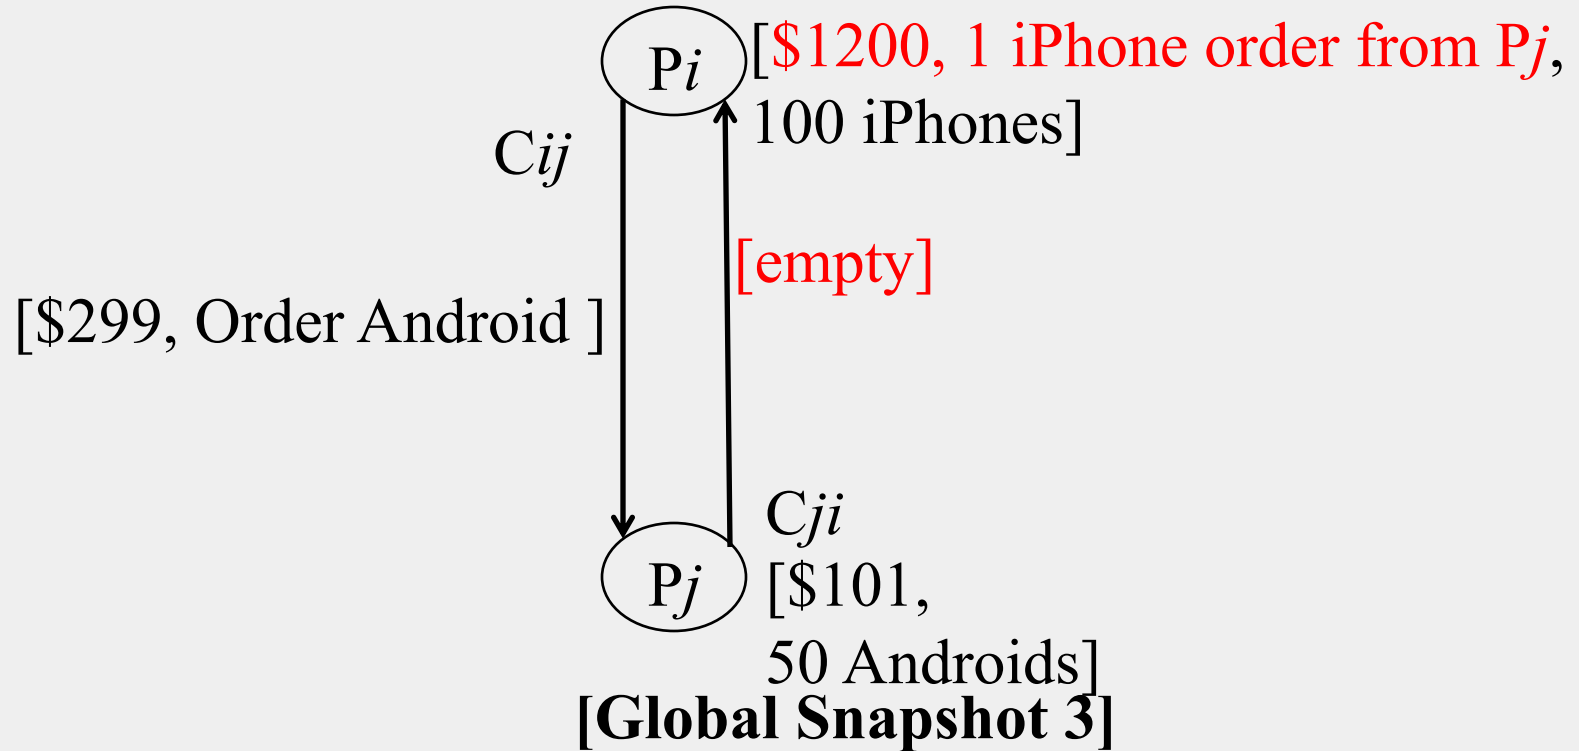 Pi
[$1200, 1 iPhone order from Pj,
100 iPhones]
Cij
[empty]
[$299, Order Android ]
Cji
Pj
[$101,
50 Androids]
[Global Snapshot 3]